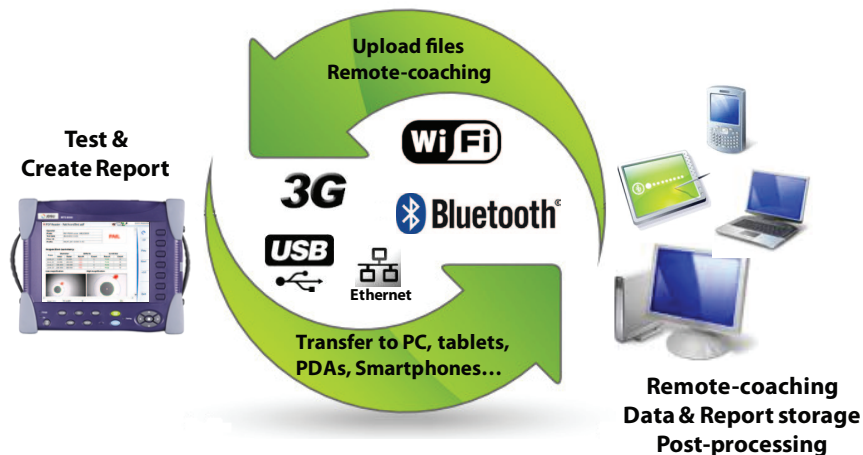 Upload files
Remote-coaching
Test &
Create Report
WiFi
3G
Bluetooth
USB
Ethernet
Transfer to PC, tablets,
PDAs, Smartphones…
Remote-coaching
Data & Report storage
Post-processing